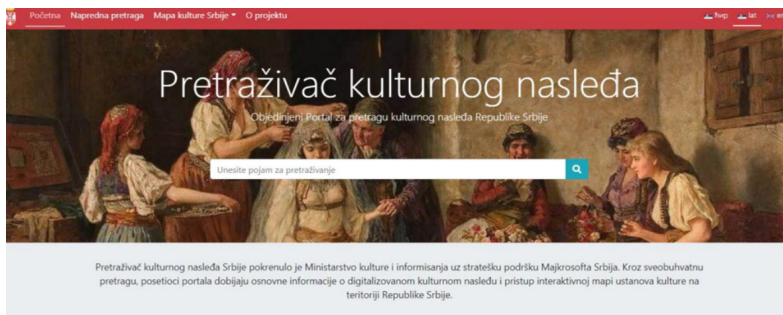 Početna Napredna pretraga Mapa kulture Srbije O projektu ћир lat en
Pretraživač kulturnog nasleđa
Objedinjeni Portal za pretragu kulturnog nasleđa Republike Srbije
Unesite pojam za pretraživanje
Pretraživač kulturnog nasleđa Srbije pokrenulo je Ministarstvo kulture i informisanja uz stratešku podršku Majkrosofta Srbija. Kroz sveobuhvatnu
pretragu, posetioci portala dobijaju osnovne informacije o digitalizovanom kulturnom nasleđu i pristup interaktivnoj mapi ustanova kulture na
teritoriji Republike Srbije.